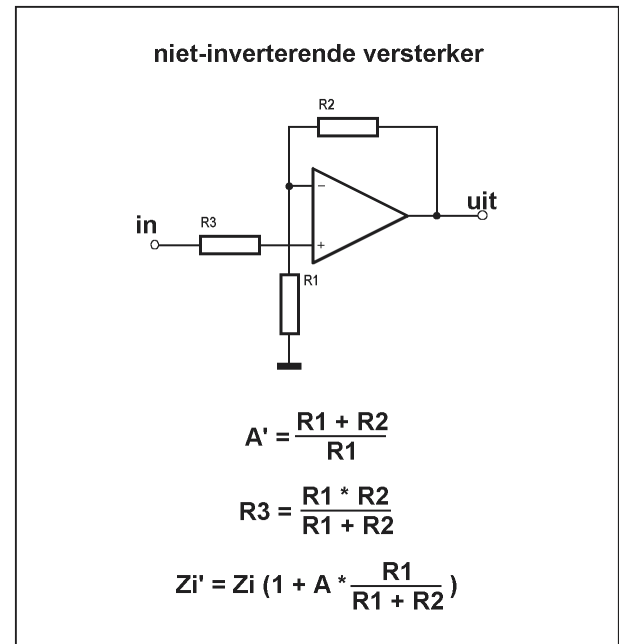 niet-inverterende versterker
R2
−
uit
in
R3
+
R1
A' = R1 + R2 / R1
R3 = R1 * R2 / R1 + R2
Zi' = Zi (1 + A * R1 / R1 + R2 )